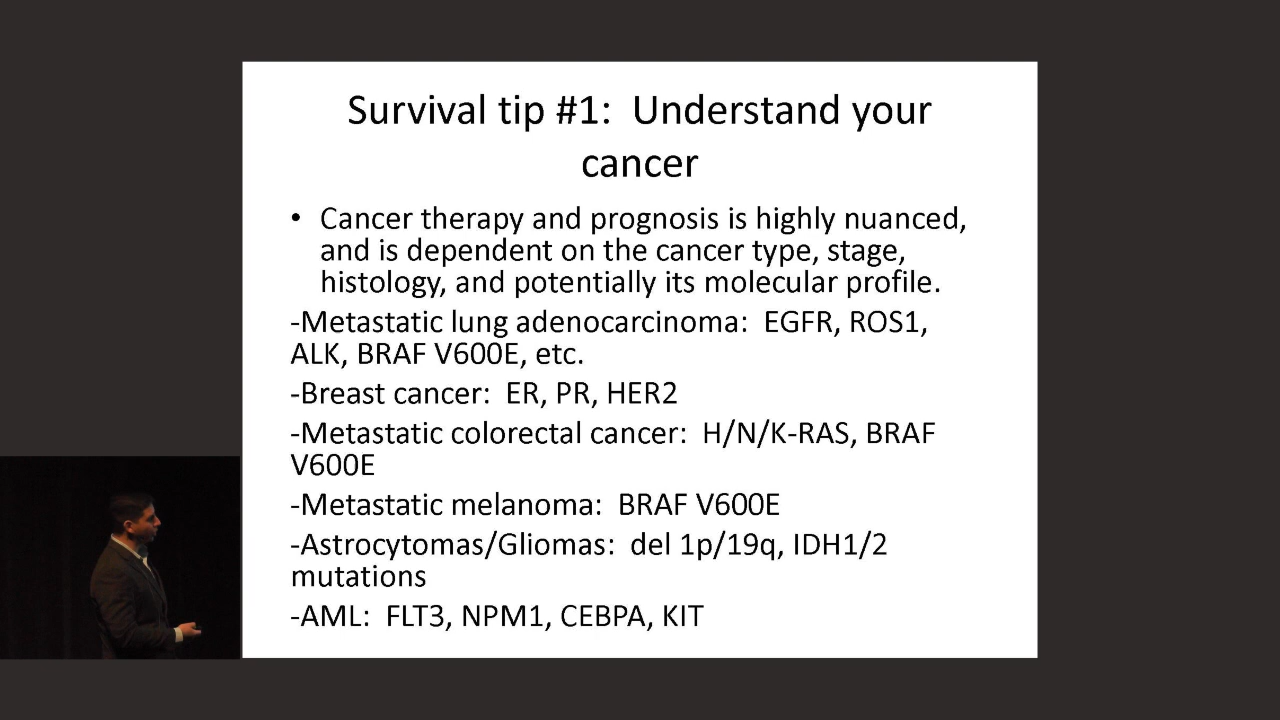 Survival tip #1: Understand your
cancer
• Cancer therapy and prognosis is highly nuanced,
and is dependent on the cancer type, stage,
histology, and potentially its molecular profile.
-Metastatic lung adenocarcinoma: EGFR, ROS1,
ALK, BRAF V600E, etc.
-Breast cancer: ER, PR, HER2
-Metastatic colorectal cancer: H/N/K-RAS, BRAF
V600E
-Metastatic melanoma: BRAF V600E
-Astrocytomas/Gliomas: del 1p/19q, IDH1/2
mutations
-AML: FLT3, NPM1, CEBPA, KIT